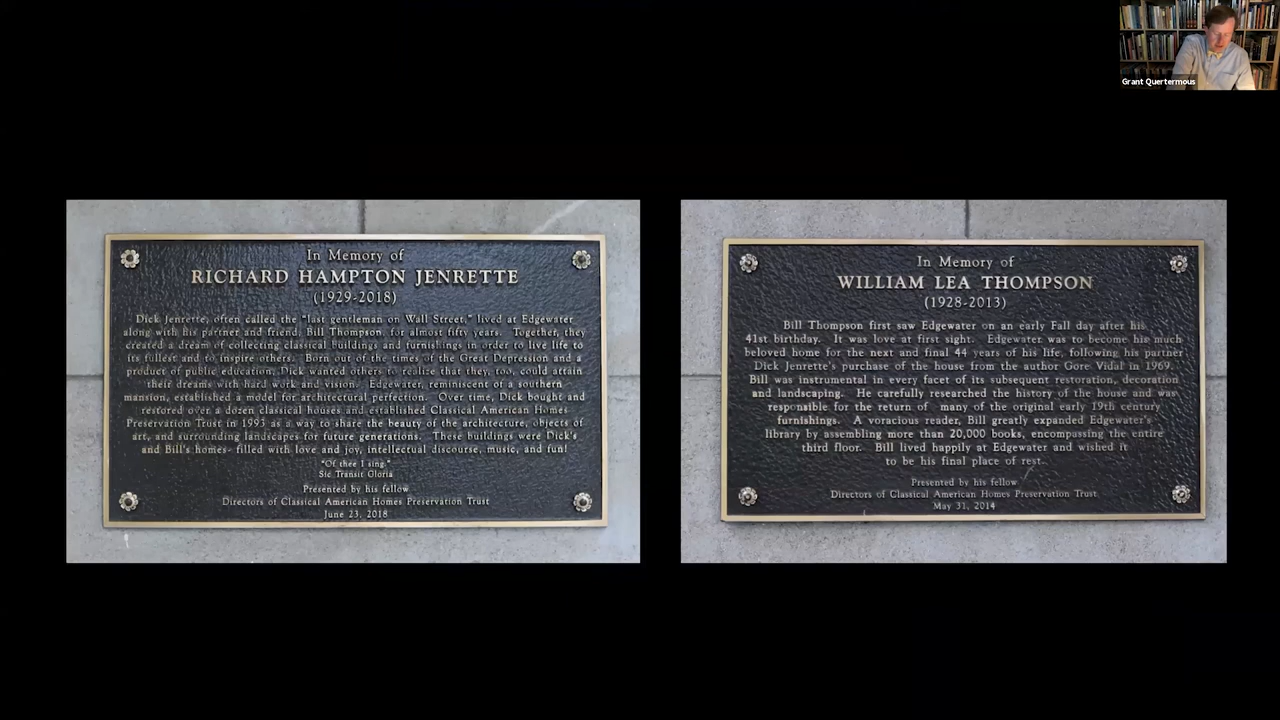 Grant Quertermous
In Memory of
RICHARD HAMPTON JENRETTE
(1929-2018)
Dick Jenrette, often called the "last gentleman on Wall Street," lived at Edgewater
along with his partner and friend, Bill Thompson, for almost fifty years. Together, they
created a dream of collecting classical buildings and furnishings in order to live life to
its fullest and to inspire others. Born out of the times of the Great Depression and a
product of public education, Dick wanted others to realize that they, too, could attain
their dreams with hard work and vision. Edgewater, reminiscent of a southern
mansion, established a model for architectural perfection. Over time, Dick bought and
restored over a dozen classical houses and established Classical American Homes
Preservation Trust in 1993 as a way to share the beauty of the architecture, objects of
art, and surrounding landscapes for future generations. These buildings were Dick's
and Bill's homes- filled with love and joy, intellectual discourse, music, and fun!
"Of thee I sing."
Sic Transit Gloria
Presented by his fellow
Directors of Classical American Homes Preservation Trust
June 23, 2018
In Memory of
WILLIAM LEA THOMPSON
(1928-2013)
Bill Thompson first saw Edgewater on an early Fall day after his
41st birthday. It was love at first sight. Edgewater was to become his much
beloved home for the next and final 44 years of his life, following his partner
Dick Jenrette's purchase of the house from the author Gore Vidal in 1969.
Bill was instrumental in every facet of its subsequent restoration, decoration
and landscaping. He carefully researched the history of the house and was
responsible for the return of many of the original early 19th century
furnishings. A voracious reader, Bill greatly expanded Edgewater's
library by assembling more than 20,000 books, encompassing the entire
third floor. Bill lived happily at Edgewater and wished it
to be his final place of rest.
Presented by his fellow
Directors of Classical American Homes Preservation Trust
May 31, 2014